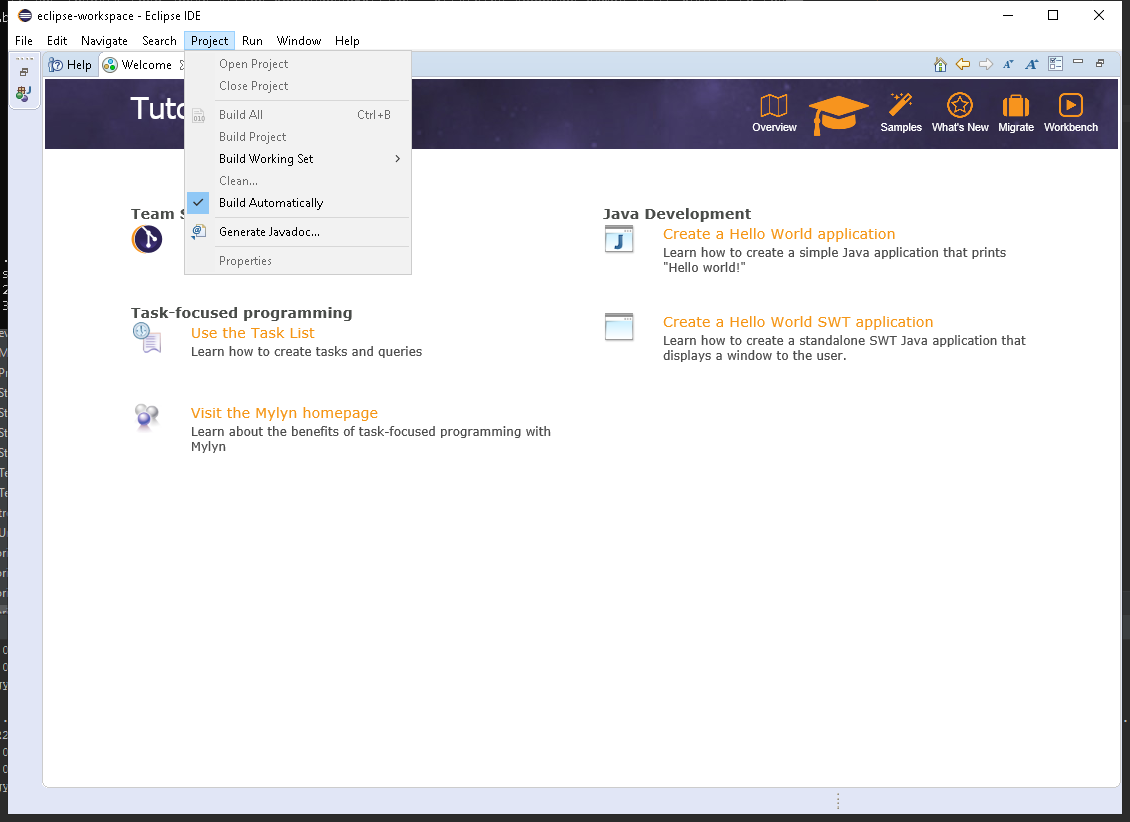 eclipse-workspace - Eclipse IDE
File Edit Navigate Search Project Run Window Help
Help Welcome
Open Project
Close Project
Build All Ctrl+B
Build Project
Build Working Set
Clean...
Build Automatically
Generate Javadoc...
Properties
Overview
Samples
What's New
Migrate
Workbench
Team
Task-focused programming
Use the Task List
Learn how to create tasks and queries
Visit the Mylyn homepage
Learn about the benefits of task-focused programming with
Mylyn
Java Development
Create a Hello World application
Learn how to create a simple Java application that prints
"Hello world!"
Create a Hello World SWT application
Learn how to create a standalone SWT Java application that
displays a window to the user.